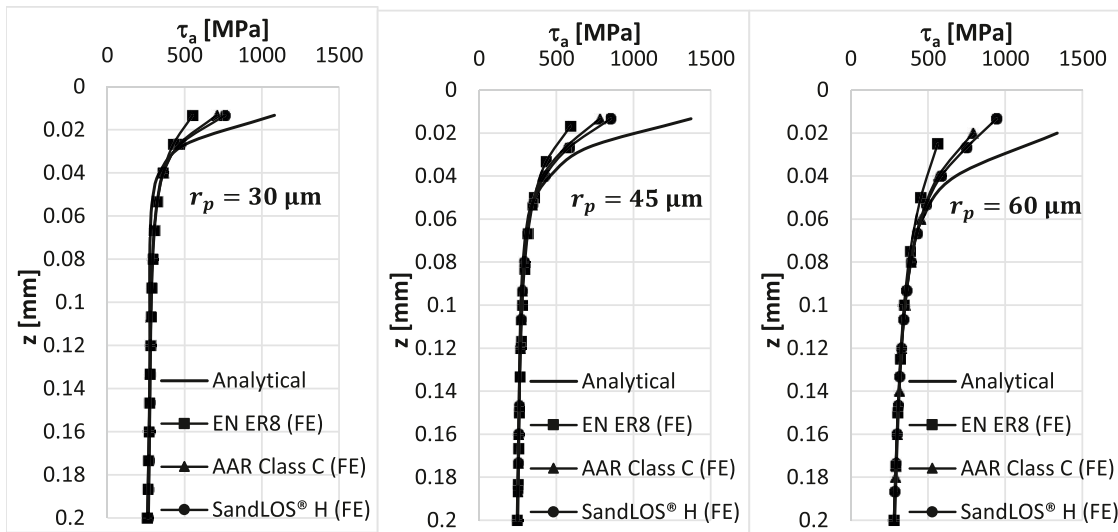 τa [MPa]
0 500 1000 1500
0
0.02
0.04
0.06
0.08
0.1
0.12
0.14
0.16
0.18
0.2
z [mm]
rp = 30 μm
Analytical
EN ER8 (FE)
AAR Class C (FE)
SandLOS® H (FE)
τa [MPa]
0 500 1000 1500
0
0.02
0.04
0.06
0.08
0.1
0.12
0.14
0.16
0.18
0.2
z [mm]
rp = 45 μm
Analytical
EN ER8 (FE)
AAR Class C (FE)
SandLOS® H (FE)
τa [MPa]
0 500 1000 1500
0
0.02
0.04
0.06
0.08
0.1
0.12
0.14
0.16
0.18
0.2
z [mm]
rp = 60 μm
Analytical
EN ER8 (FE)
AAR Class C (FE)
SandLOS® H (FE)